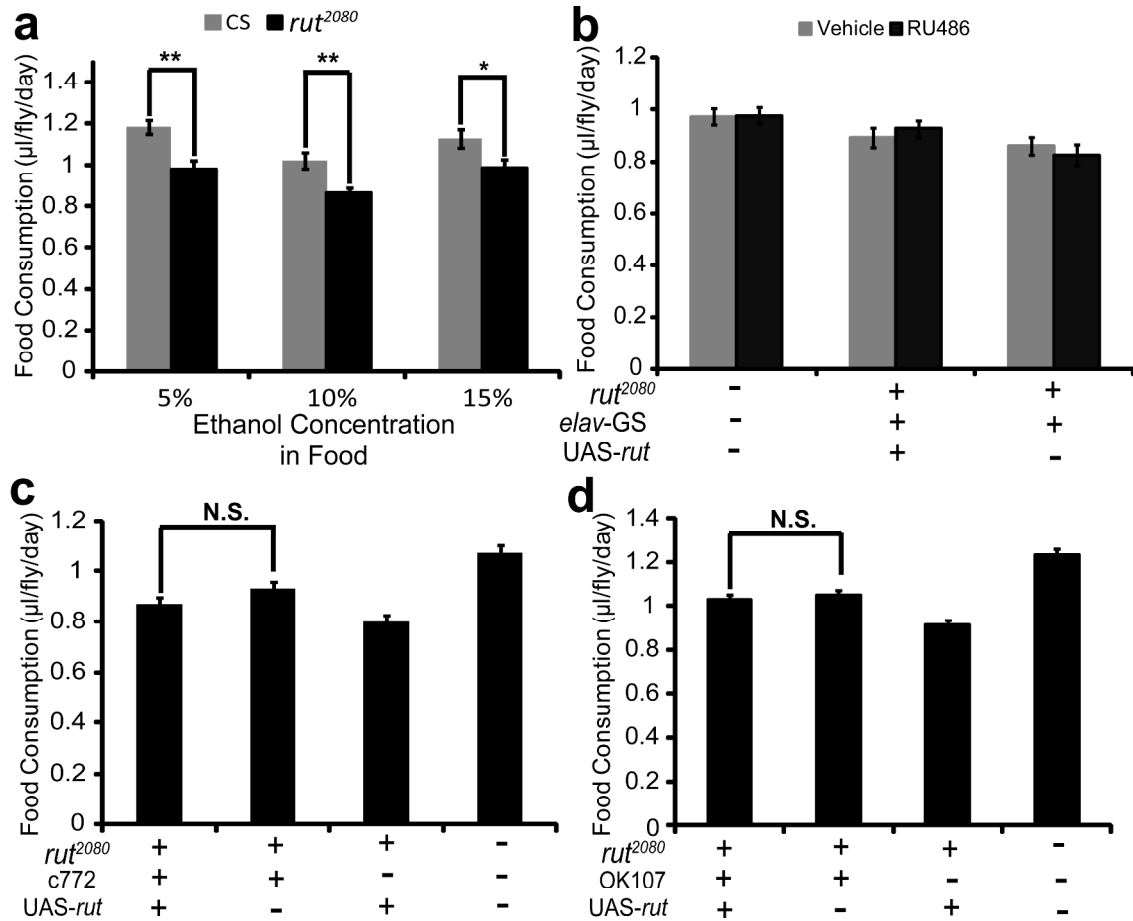 a
CS rut2080
** ** *
Food Consumption (µl/fly/day)
1.4
1.2
1
0.8
0.6
0.4
0.2
0
5% 10% 15%
Ethanol Concentration
in Food
b
Vehicle RU486
Food Consumption (µl/fly/day)
1.2
1
0.8
0.6
0.4
0.2
0
rut2080 - + +
elav-GS - + +
UAS-rut - + -
c
N.S.
Food Consumption (µl/fly/day)
1.2
1
0.8
0.6
0.4
0.2
0
rut2080 + + + -
c772 + + - -
UAS-rut + - + -
d
N.S.
Food Consumption (µl/fly/day)
1.4
1.2
1
0.8
0.6
0.4
0.2
0
rut2080 + + + -
OK107 + + - -
UAS-rut + - + -